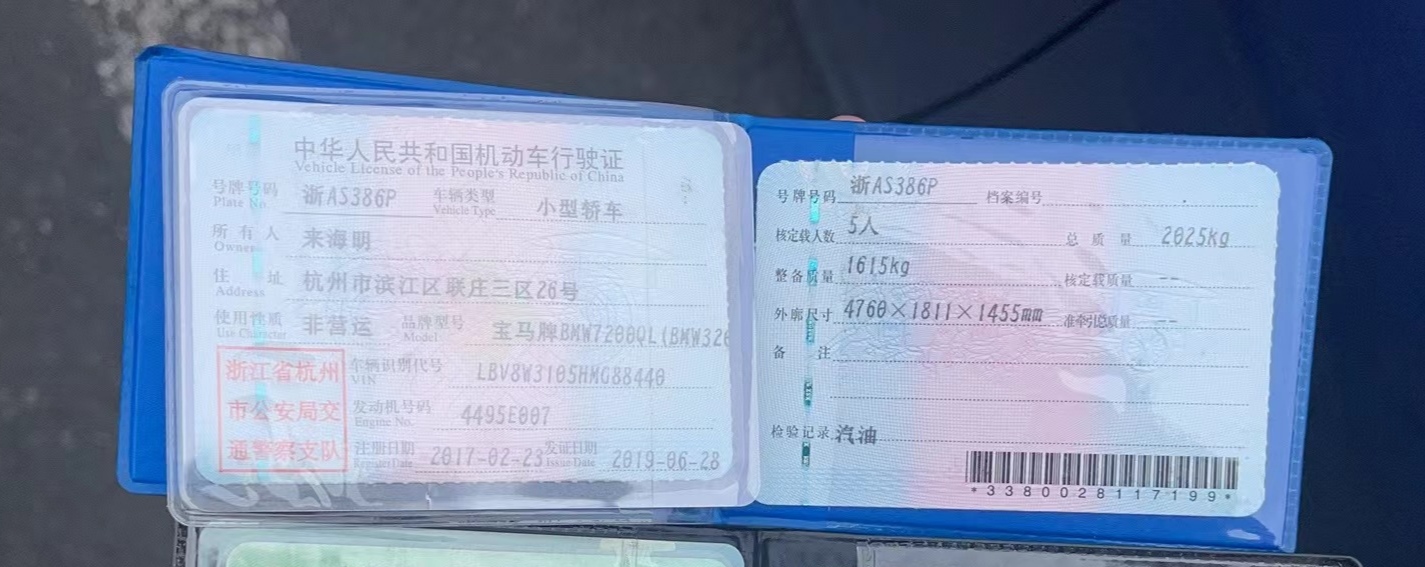 中华人民共和国机动车行驶证
Vehicle License of the People's Republic of China
号牌号码 浙AS386P 车辆类型 小型轿车
Plate No. Vehicle Type
所有人 来海明
Owner
住址 杭州市滨江区联庄三区26号
Address
使用性质 非营运 品牌型号 宝马牌BMW7200QL(BMW320
Use Character Model
浙江省杭州市公安局交通警察支队
车辆识别代号 LBV8W3105HMG88440
VIN
发动机号码 4495E007
Engine No.
注册日期 2017-02-23 发证日期 2019-06-28
Register Date Issue Date
号牌号码 浙AS386P 档案编号
核定载人数 5人 总质量 2025kg
整备质量 1615kg 核定载质量 --
外廓尺寸 4760×1811×1455mm 准牵引总质量 --
备注
检验记录 汽油
*3380028117199*